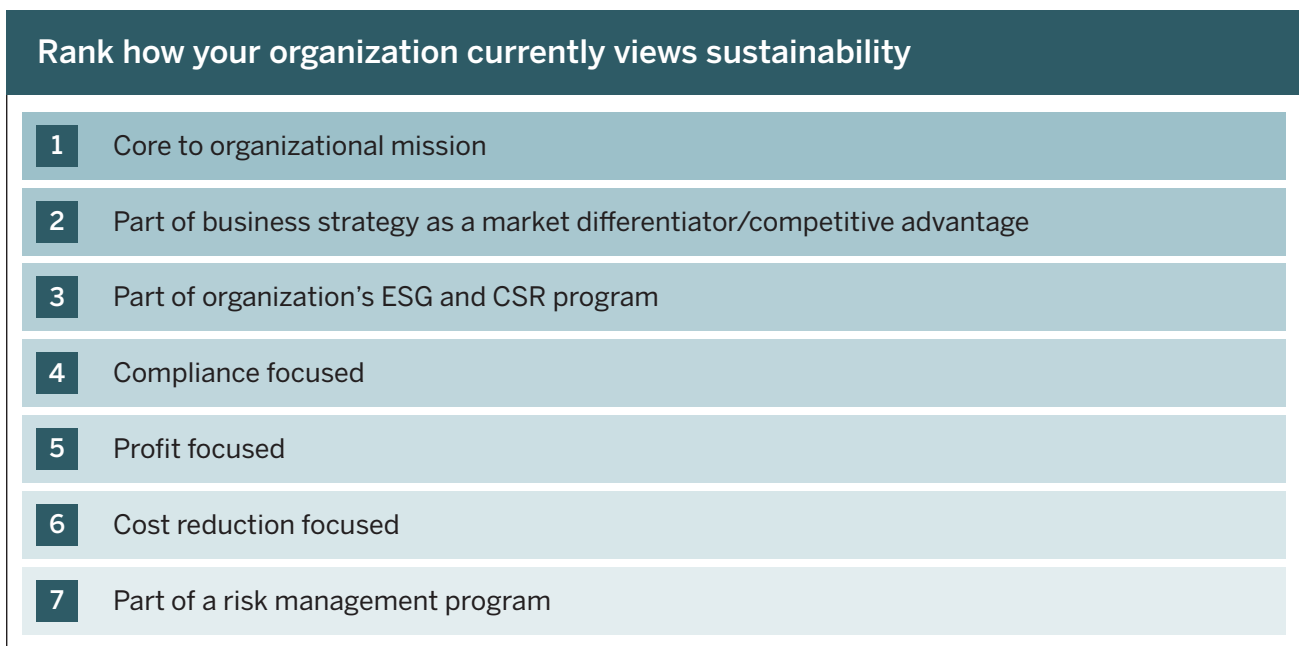 Rank how your organization currently views sustainability
1 Core to organizational mission
2 Part of business strategy as a market differentiator/competitive advantage
3 Part of organization’s ESG and CSR program
4 Compliance focused
5 Profit focused
6 Cost reduction focused
7 Part of a risk management program